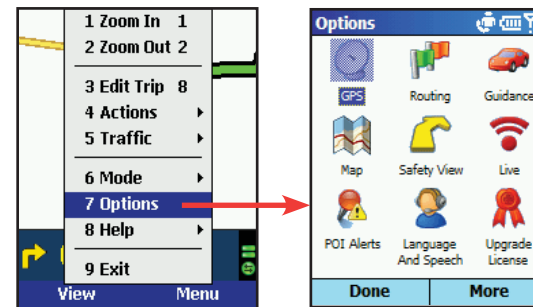 1 Zoom In 1
2 Zoom Out 2
3 Edit Trip 8
4 Actions
5 Traffic
6 Mode
7 Options
8 Help
9 Exit
View Menu
Options
GPS Routing Guidance
Map Safety View Live
POI Alerts Language And Speech Upgrade License
Done More